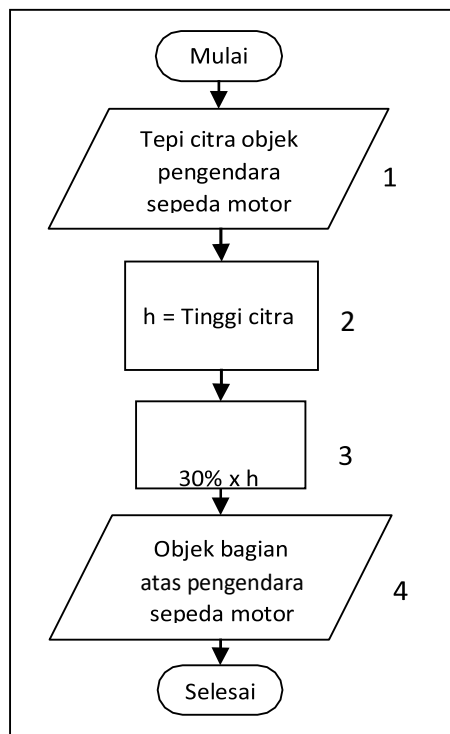 Mulai
Tepi citra objek
pengendara
sepeda motor
1
h = Tinggi citra
2
30% x h
3
Objek bagian
atas pengendara
sepeda motor
4
Selesai